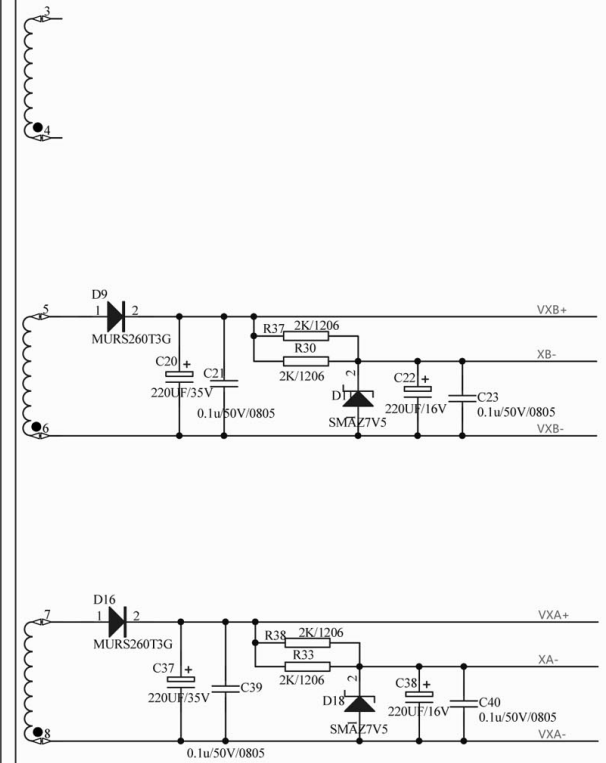 3
4
D9
5
1
2
VXB+
MURS260T3G
R37
2K/1206
R30
XB-
C20
+
C21
2K/1206
2
C22
+
220UF/35V
D11
220UF/16V
C23
0.1u/50V/0805
0.1u/50V/0805
SMAZ7V5
6
VXB-
D16
7
1
2
VXA+
MURS260T3G
R38
2K/1206
R33
XA-
C37
+
C39
2K/1206
2
C38
+
220UF/35V
D18
220UF/16V
C40
0.1u/50V/0805
1
SMAZ7V5
8
VXA-
0.1u/50V/0805